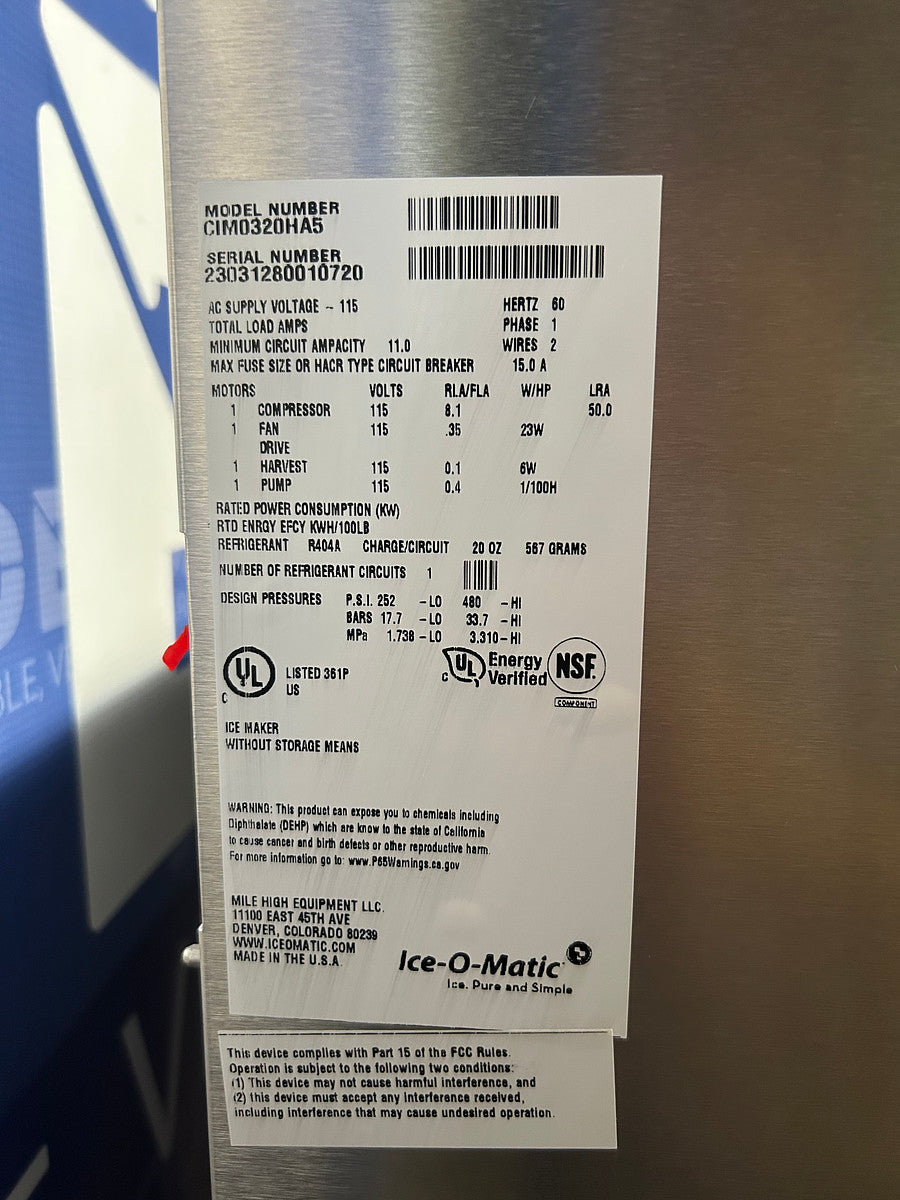 MODEL NUMBER
CIM0320HA5
SERIAL NUMBER
23031280010720
AC SUPPLY VOLTAGE ~ 115 HERTZ 60
TOTAL LOAD AMPS PHASE 1
MINIMUM CIRCUIT AMPACITY 11.0 WIRES 2
MAX FUSE SIZE OR HACR TYPE CIRCUIT BREAKER 15.0 A
MOTORS VOLTS RLA/FLA W/HP LRA
1 COMPRESSOR 115 8.1 50.0
1 FAN 115 .35 23W
DRIVE
1 HARVEST 115 0.1 6W
1 PUMP 115 0.4 1/100H
RATED POWER CONSUMPTION (KW)
RTD ENRQY EFCY KWH/100LB
REFRIGERANT R404A CHARGE/CIRCUIT 20 OZ 567 GRAMS
NUMBER OF REFRIGERANT CIRCUITS 1
DESIGN PRESSURES P.S.I. 252 -LO 480 -HI
BARS 17.7 -LO 33.7 -HI
MPa 1.738 -LO 3.310-HI
C UL US LISTED 361P
c UL Energy Verified
NSF.
COMPONENT
ICE MAKER
WITHOUT STORAGE MEANS
WARNING: This product can expose you to chemicals including
Diphthalate (DEHP) which are know to the state of California
to cause cancer and birth defects or other reproductive harm.
For more information go to: www.P65Warnings.ca.gov
MILE HIGH EQUIPMENT LLC.
11100 EAST 45TH AVE
DENVER, COLORADO 80239
WWW.ICEOMATIC.COM
MADE IN THE U.S.A.
Ice-O-Matic
Ice. Pure and Simple
This device complies with Part 15 of the FCC Rules.
Operation is subject to the following two conditions:
(1) This device may not cause harmful interference, and
(2) this device must accept any interference received,
including interference that may cause undesired operation.